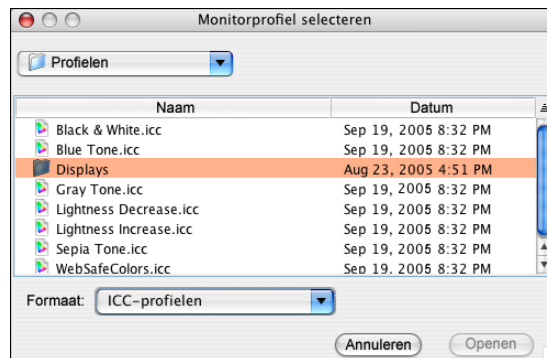 Monitorprofiel selecteren
Profielen
Naam Datum
Black & White.icc Sep 19, 2005 8:32 PM
Blue Tone.icc Sep 19, 2005 8:32 PM
Displays Aug 23, 2005 4:51 PM
Gray Tone.icc Sep 19, 2005 8:32 PM
Lightness Decrease.icc Sep 19, 2005 8:32 PM
Lightness Increase.icc Sep 19, 2005 8:32 PM
Sepia Tone.icc Sep 19, 2005 8:32 PM
WebSafeColors.icc Sep 19, 2005 8:32 PM
Formaat: ICC-profielen
Annuleren Openen